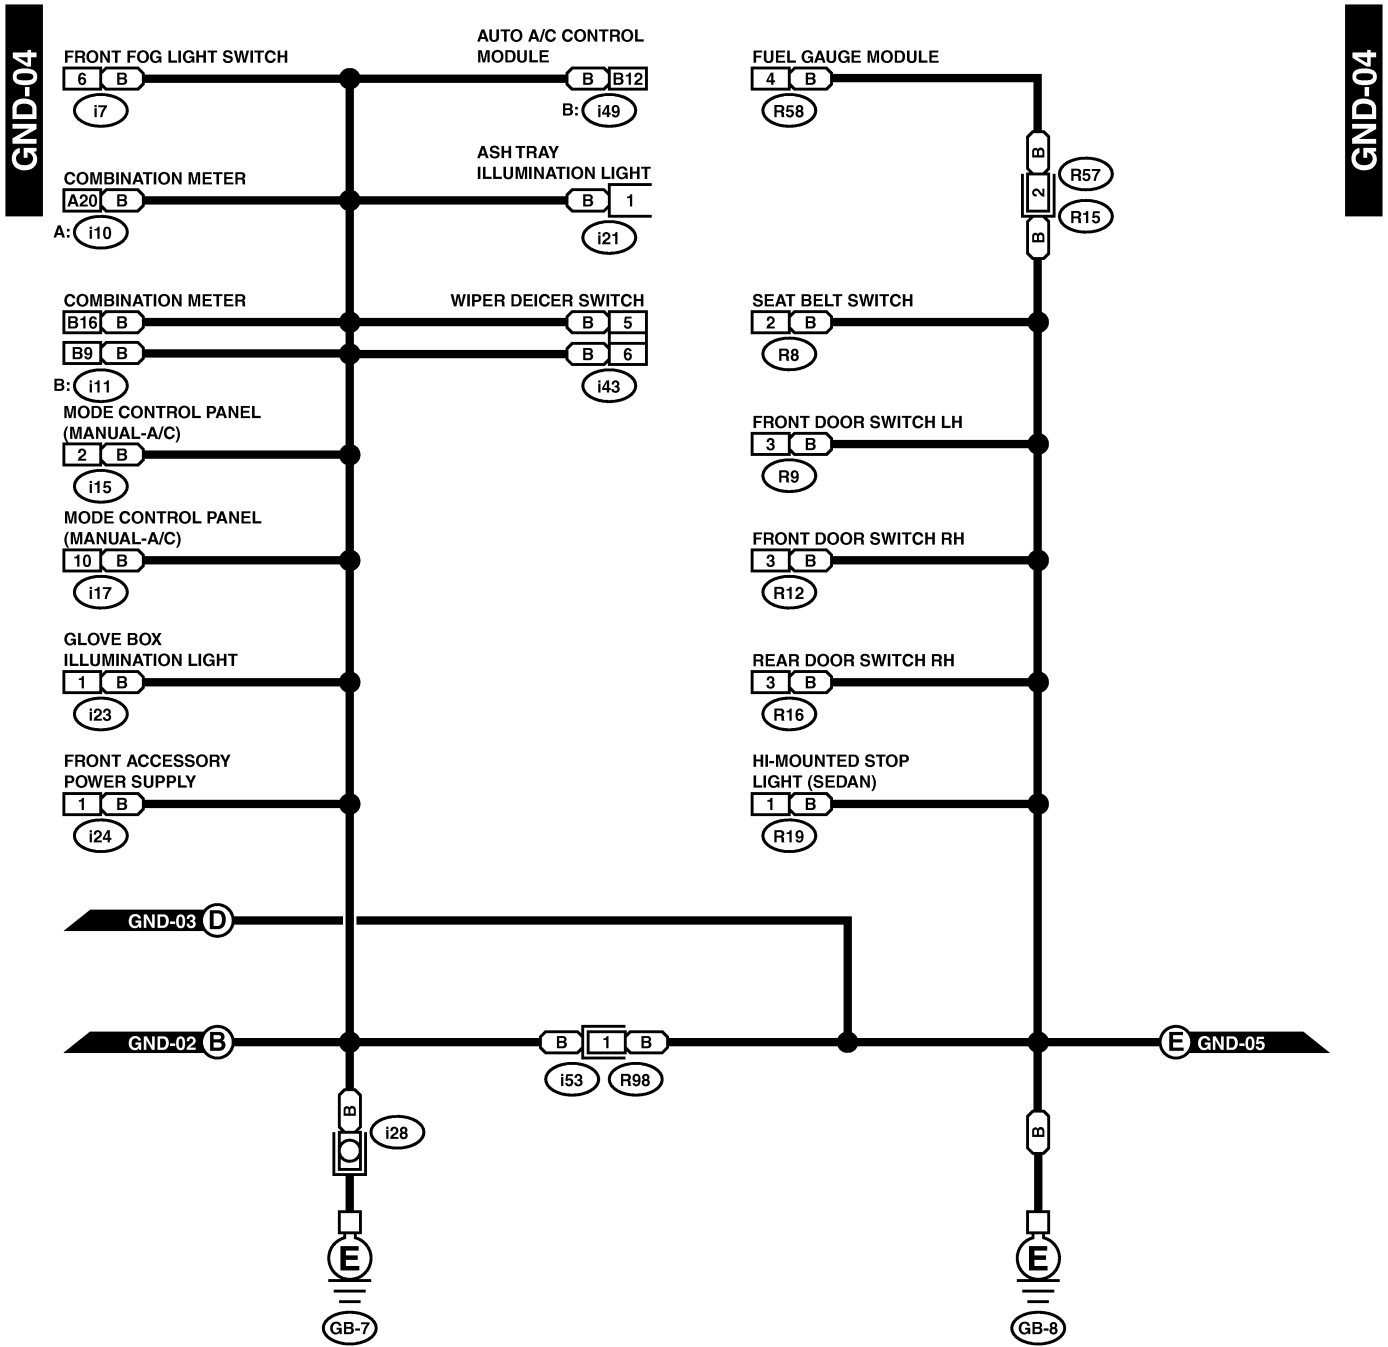 GND-04
GND-04
FRONT FOG LIGHT SWITCH
6 B
i7
AUTO A/C CONTROL
MODULE
B B12
B: i49
COMBINATION METER
A20 B
A: i10
ASH TRAY
ILLUMINATION LIGHT
B 1
i21
COMBINATION METER
B16 B
B9 B
B: i11
WIPER DEICER SWITCH
B 5
B 6
i43
MODE CONTROL PANEL
(MANUAL-A/C)
2 B
i15
MODE CONTROL PANEL
(MANUAL-A/C)
10 B
i17
GLOVE BOX
ILLUMINATION LIGHT
1 B
i23
FRONT ACCESSORY
POWER SUPPLY
1 B
i24
FUEL GAUGE MODULE
4 B
R58
B
2
B
R57
R15
SEAT BELT SWITCH
2 B
R8
FRONT DOOR SWITCH LH
3 B
R9
FRONT DOOR SWITCH RH
3 B
R12
REAR DOOR SWITCH RH
3 B
R16
HI-MOUNTED STOP
LIGHT (SEDAN)
1 B
R19
GND-03 D
GND-02 B
B 1 B
i53 R98
E GND-05
B
i28
E
GB-7
B
E
GB-8